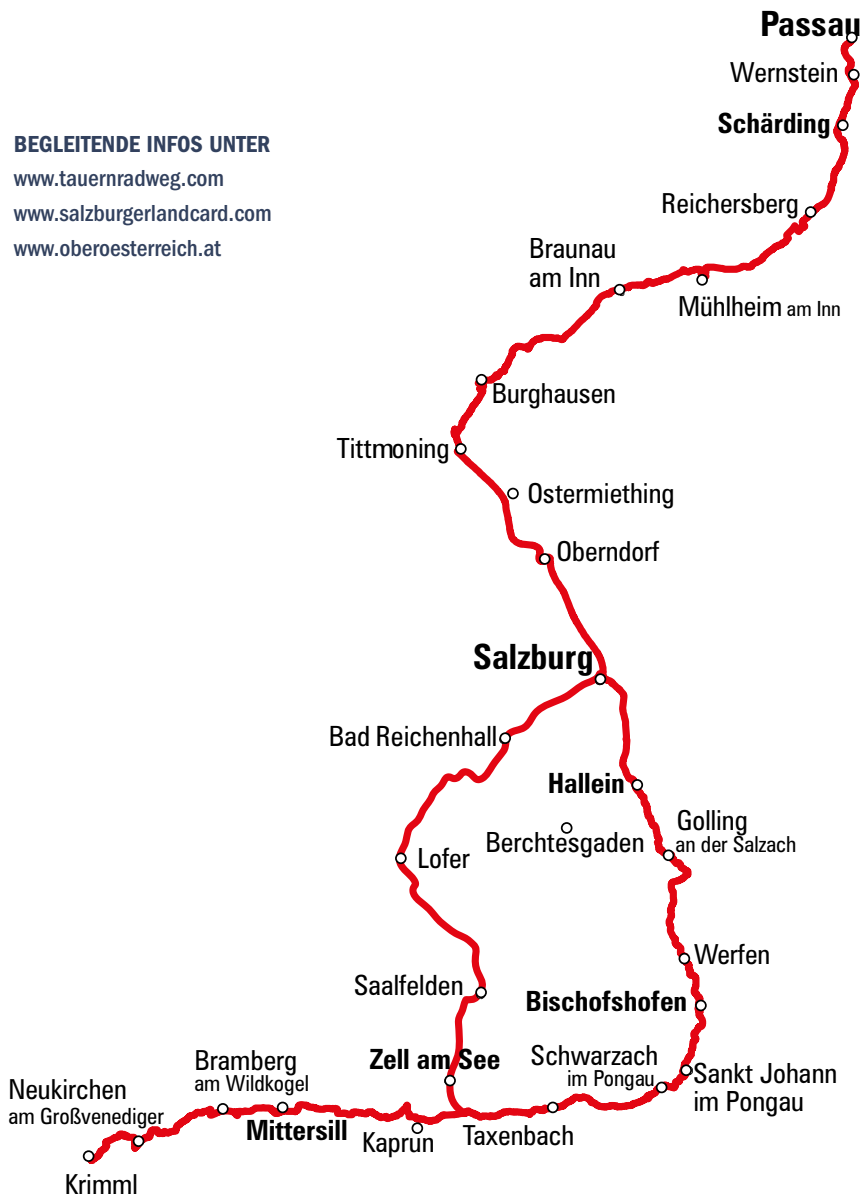 Passau
Wernstein
BEGLEITENDE INFOS UNTER
www.tauernradweg.com
www.salzburgerlandcard.com
www.oberoesterreich.at
Schärding
Reichersberg
Braunau
am Inn
Mühlheim am Inn
Burghausen
Tittmoning
Ostermiething
Oberndorf
Salzburg
Bad Reichenhall
Hallein
Golling
an der Salzach
Berchtesgaden
Lofer
Werfen
Saalfelden
Bischofshofen
Zell am See
Schwarzach
im Pongau
Sankt Johann
im Pongau
Bramberg
am Wildkogel
Neukirchen
am Großvenediger
Mittersill
Kaprun
Taxenbach
Krimml